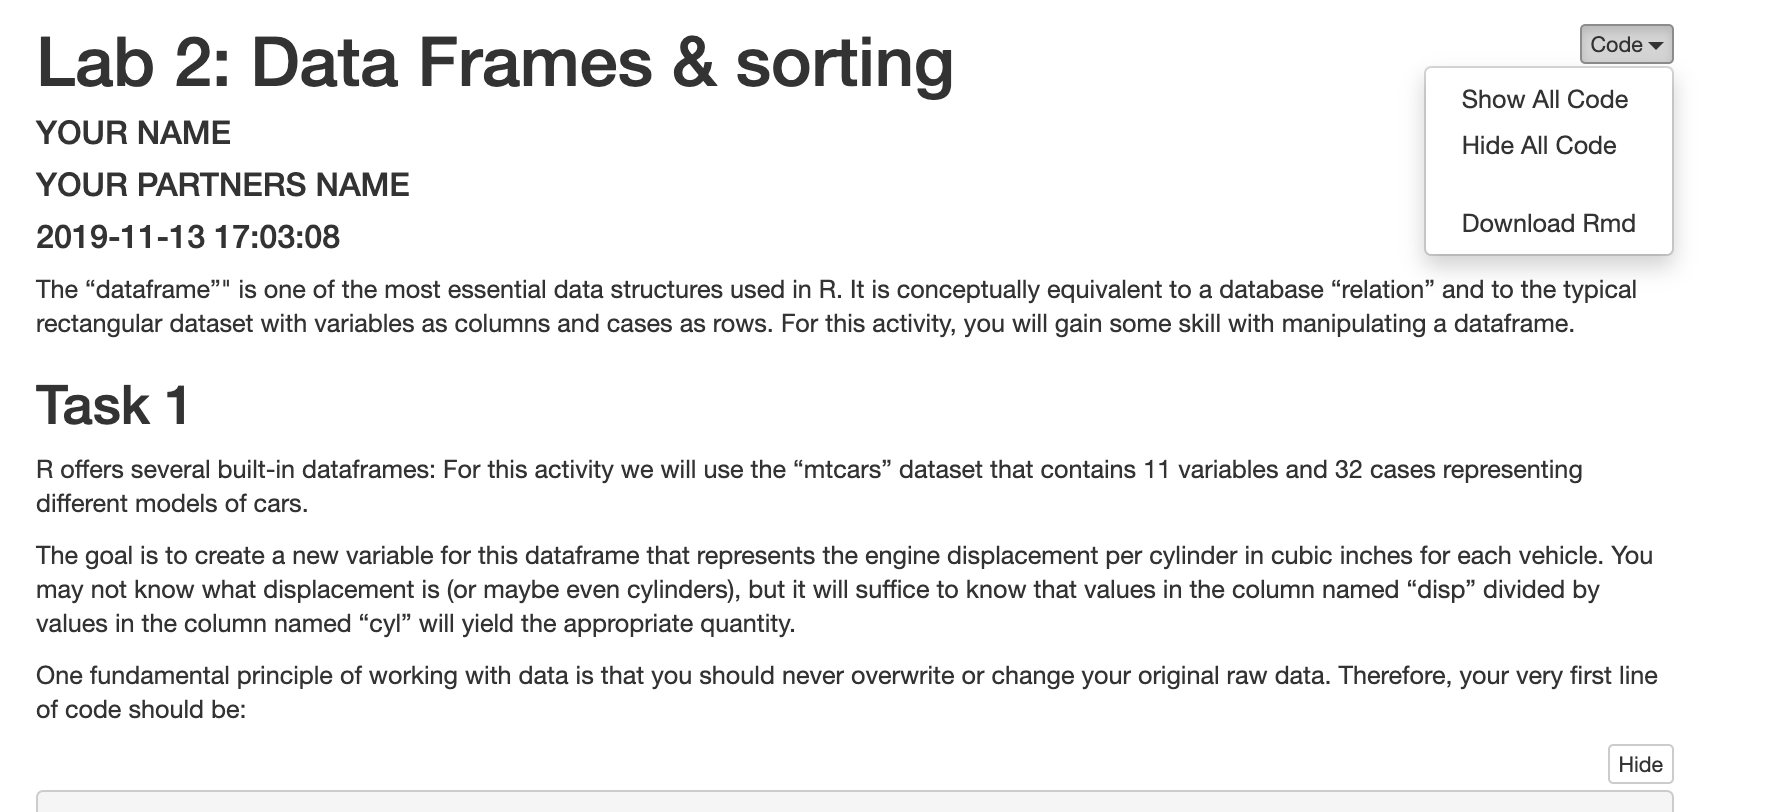 Lab 2: Data Frames & sorting
Code
Show All Code
Hide All Code
Download Rmd
YOUR NAME
YOUR PARTNERS NAME
2019-11-13 17:03:08
The “dataframe”" is one of the most essential data structures used in R. It is conceptually equivalent to a database “relation” and to the typical
rectangular dataset with variables as columns and cases as rows. For this activity, you will gain some skill with manipulating a dataframe.
Task 1
R offers several built-in dataframes: For this activity we will use the “mtcars” dataset that contains 11 variables and 32 cases representing
different models of cars.
The goal is to create a new variable for this dataframe that represents the engine displacement per cylinder in cubic inches for each vehicle. You
may not know what displacement is (or maybe even cylinders), but it will suffice to know that values in the column named “disp” divided by
values in the column named “cyl” will yield the appropriate quantity.
One fundamental principle of working with data is that you should never overwrite or change your original raw data. Therefore, your very first line
of code should be:
Hide